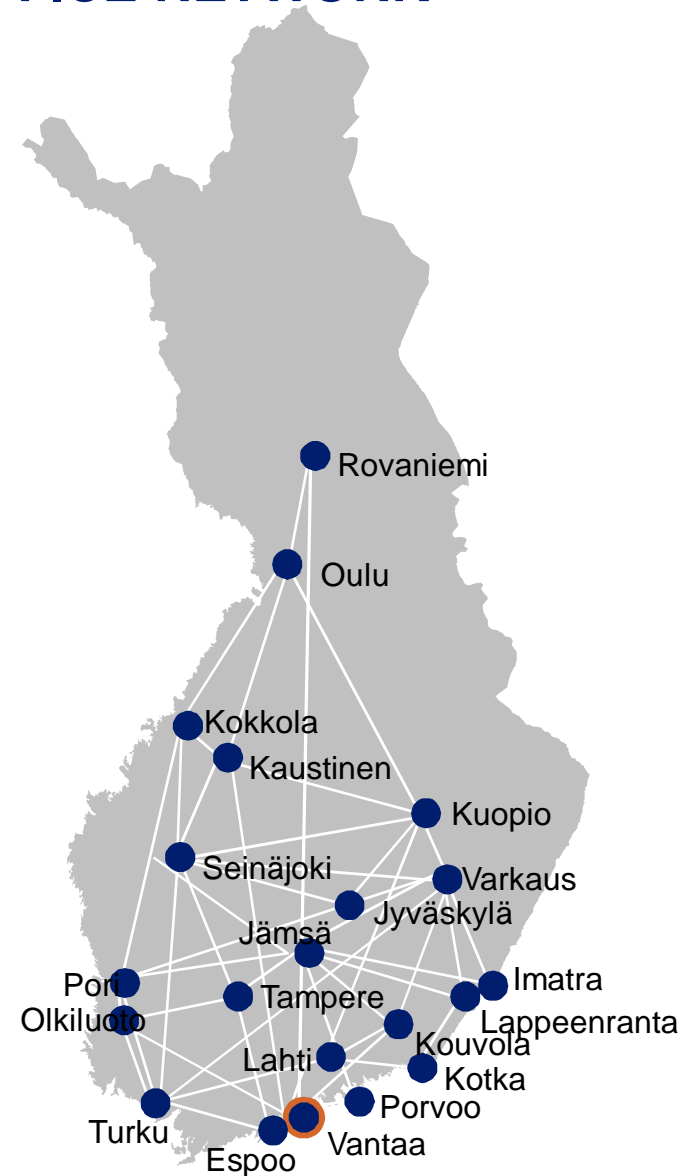 Rovaniemi
Oulu
Kokkola
Kaustinen
Kuopio
Seinäjoki
Varkaus
Jyväskylä
Jämsä
Pori
Tampere
Imatra
Olkiluoto
Lappeenranta
Kouvola
Lahti
Kotka
Porvoo
Turku
Vantaa
Espoo